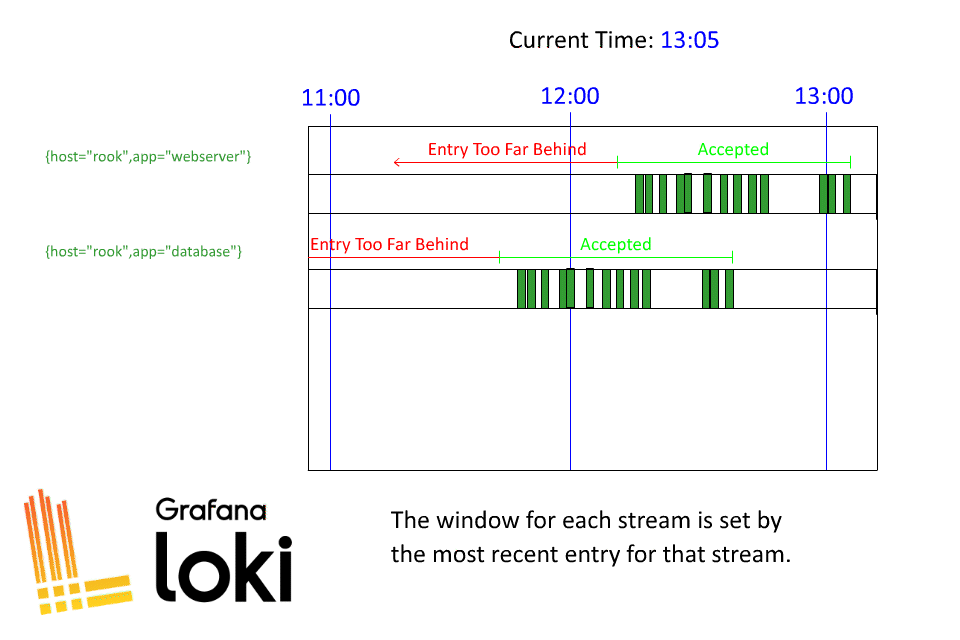 Current Time: 13:05
11:00
12:00
13:00
{host="rook",app="webserver"}
Entry Too Far Behind
Accepted
{host="rook",app="database"}
Entry Too Far Behind
Accepted
Grafana
loki
The window for each stream is set by
the most recent entry for that stream.